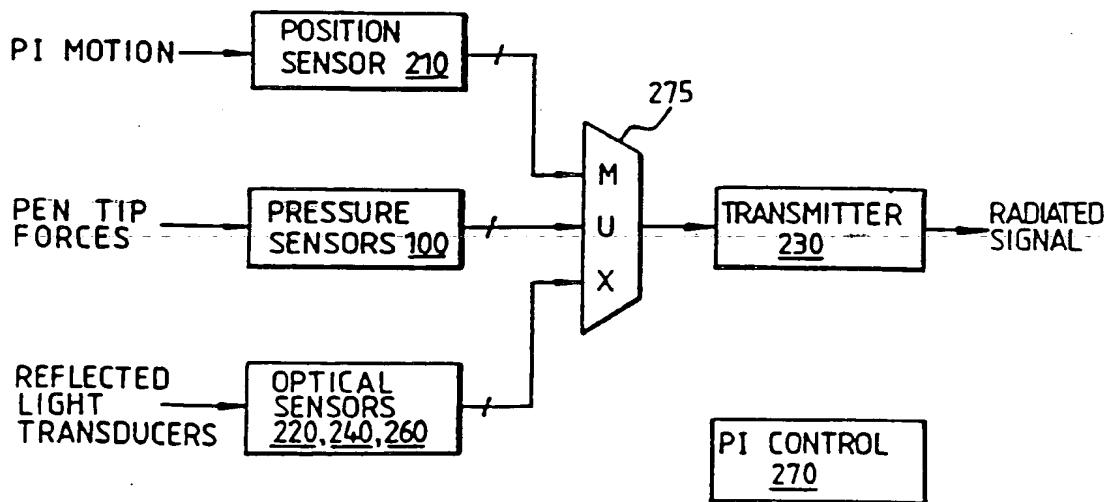 PI MOTION
POSITION
SENSOR 210
275
PEN TIP
FORCES
PRESSURE
SENSORS 100
M
U
X
TRANSMITTER
230
RADIATED
SIGNAL
REFLECTED
LIGHT
TRANSDUCERS
OPTICAL
SENSORS
220, 240, 260
PI CONTROL
270